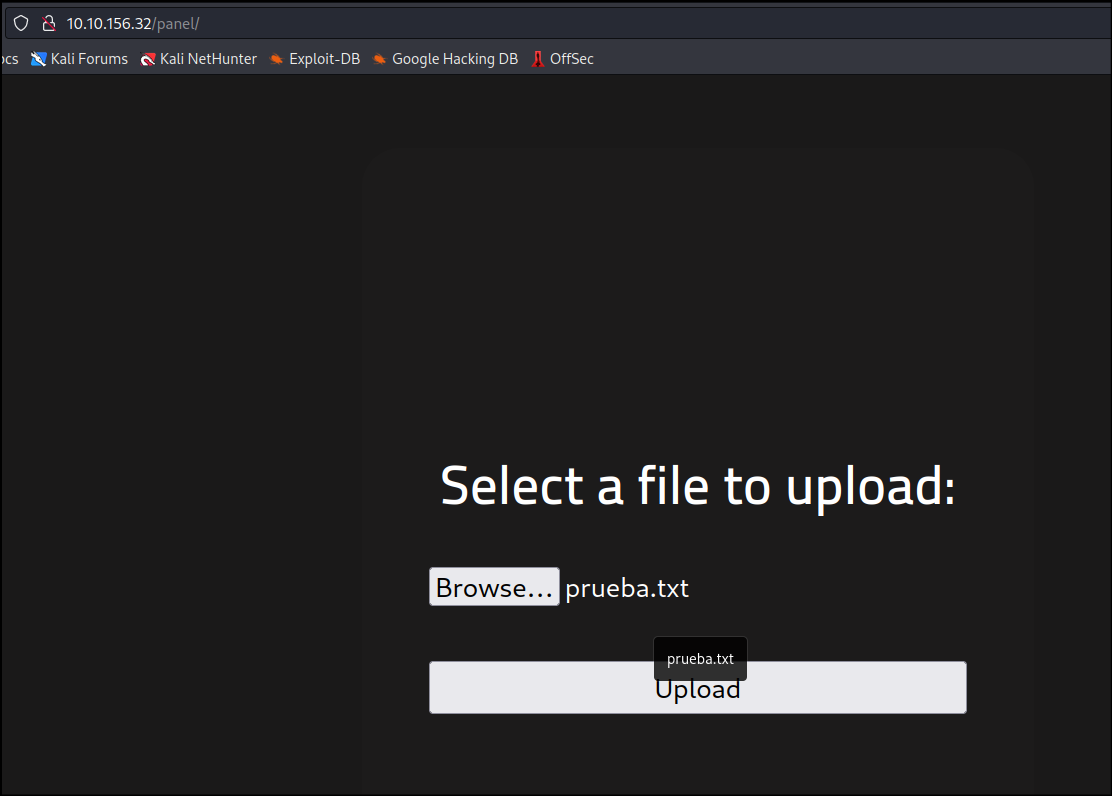 10.10.156.32/panel/
ocs Kali Forums Kali NetHunter Exploit-DB Google Hacking DB OffSec
Select a file to upload:
Browse... prueba.txt
prueba.txt
Upload